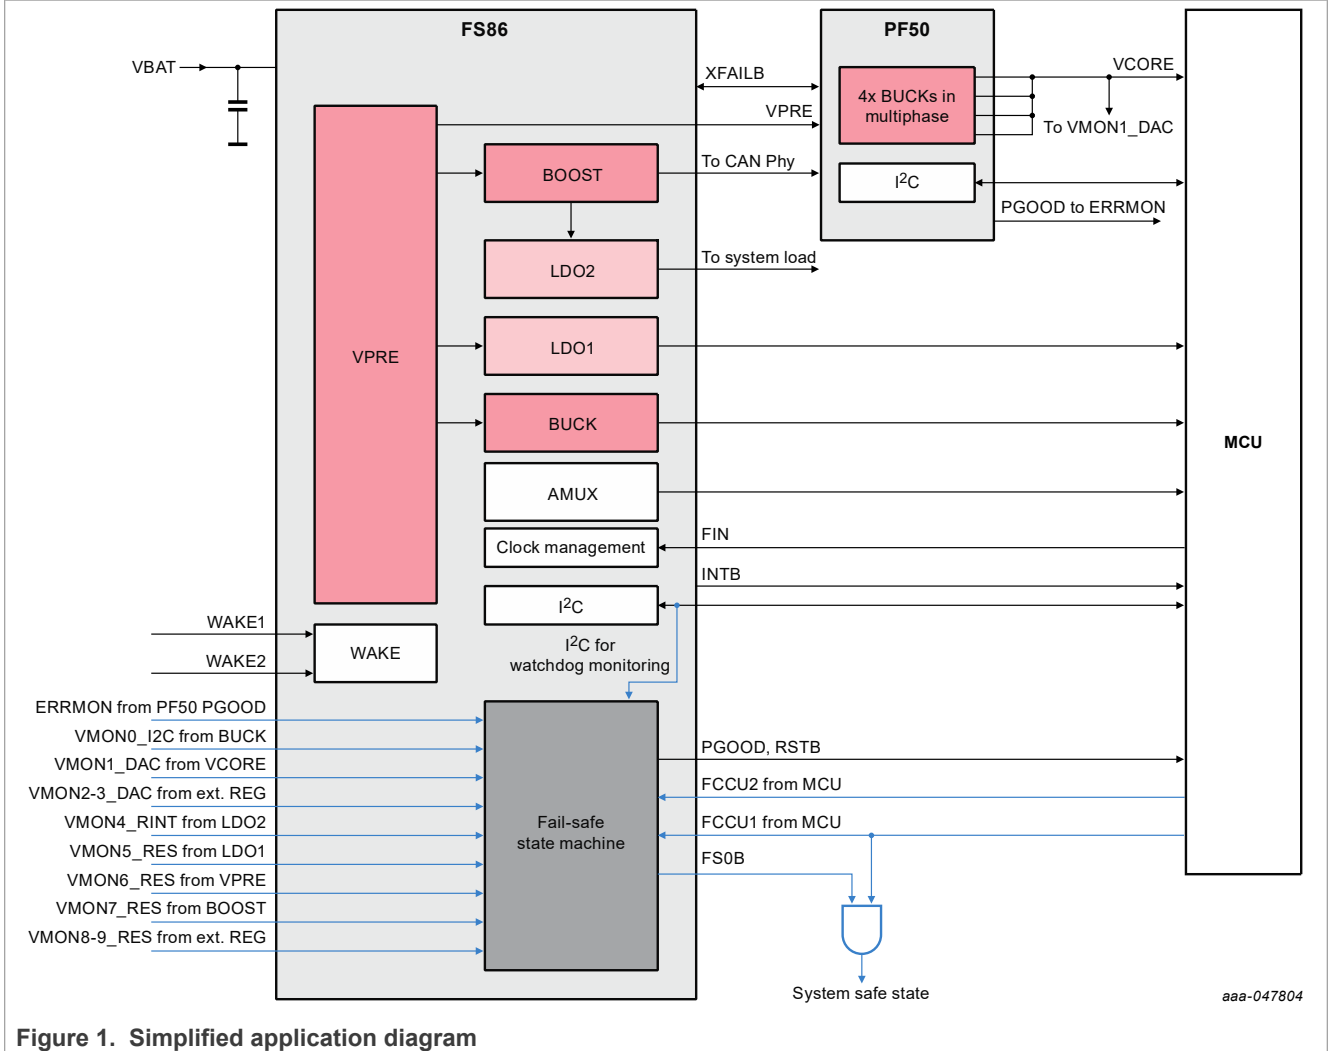 FS86
PF50
VBAT
XFAILB
VCORE
4x BUCKs in
multiphase
VPRE
To VMON1_DAC
To CAN Phy
BOOST
I2C
PGOOD to ERRMON
To system load
LDO2
LDO1
VPRE
BUCK
MCU
AMUX
FIN
Clock management
INTB
I2C
WAKE1
I2C for
watchdog monitoring
WAKE
WAKE2
ERRMON from PF50 PGOOD
VMON0_I2C from BUCK
VMON1_DAC from VCORE
VMON2-3_DAC from ext. REG
VMON4_RINT from LDO2
VMON5_RES from LDO1
VMON6_RES from VPRE
VMON7_RES from BOOST
VMON8-9_RES from ext. REG
Fail-safe
state machine
PGOOD, RSTB
FCCU2 from MCU
FCCU1 from MCU
FS0B
System safe state
aaa-047804
Figure 1. Simplified application diagram